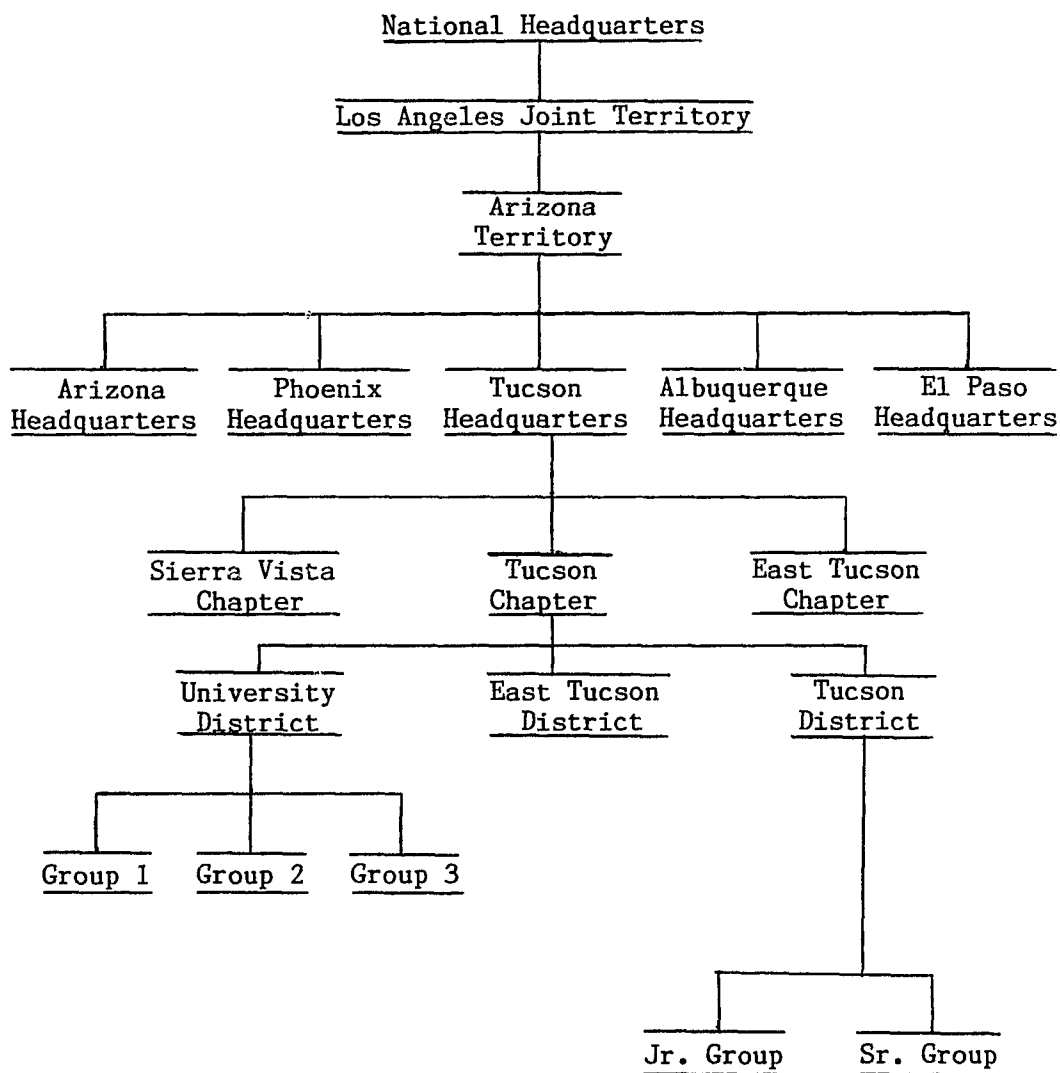 National Headquarters
Los Angeles Joint Territory
Arizona
Territory
Arizona
Headquarters
Phoenix
Headquarters
Tucson
Headquarters
Albuquerque
Headquarters
El Paso
Headquarters
Sierra Vista
Chapter
Tucson
Chapter
East Tucson
Chapter
University
District
East Tucson
District
Tucson
District
Group 1
Group 2
Group 3
Jr. Group
Sr. Group